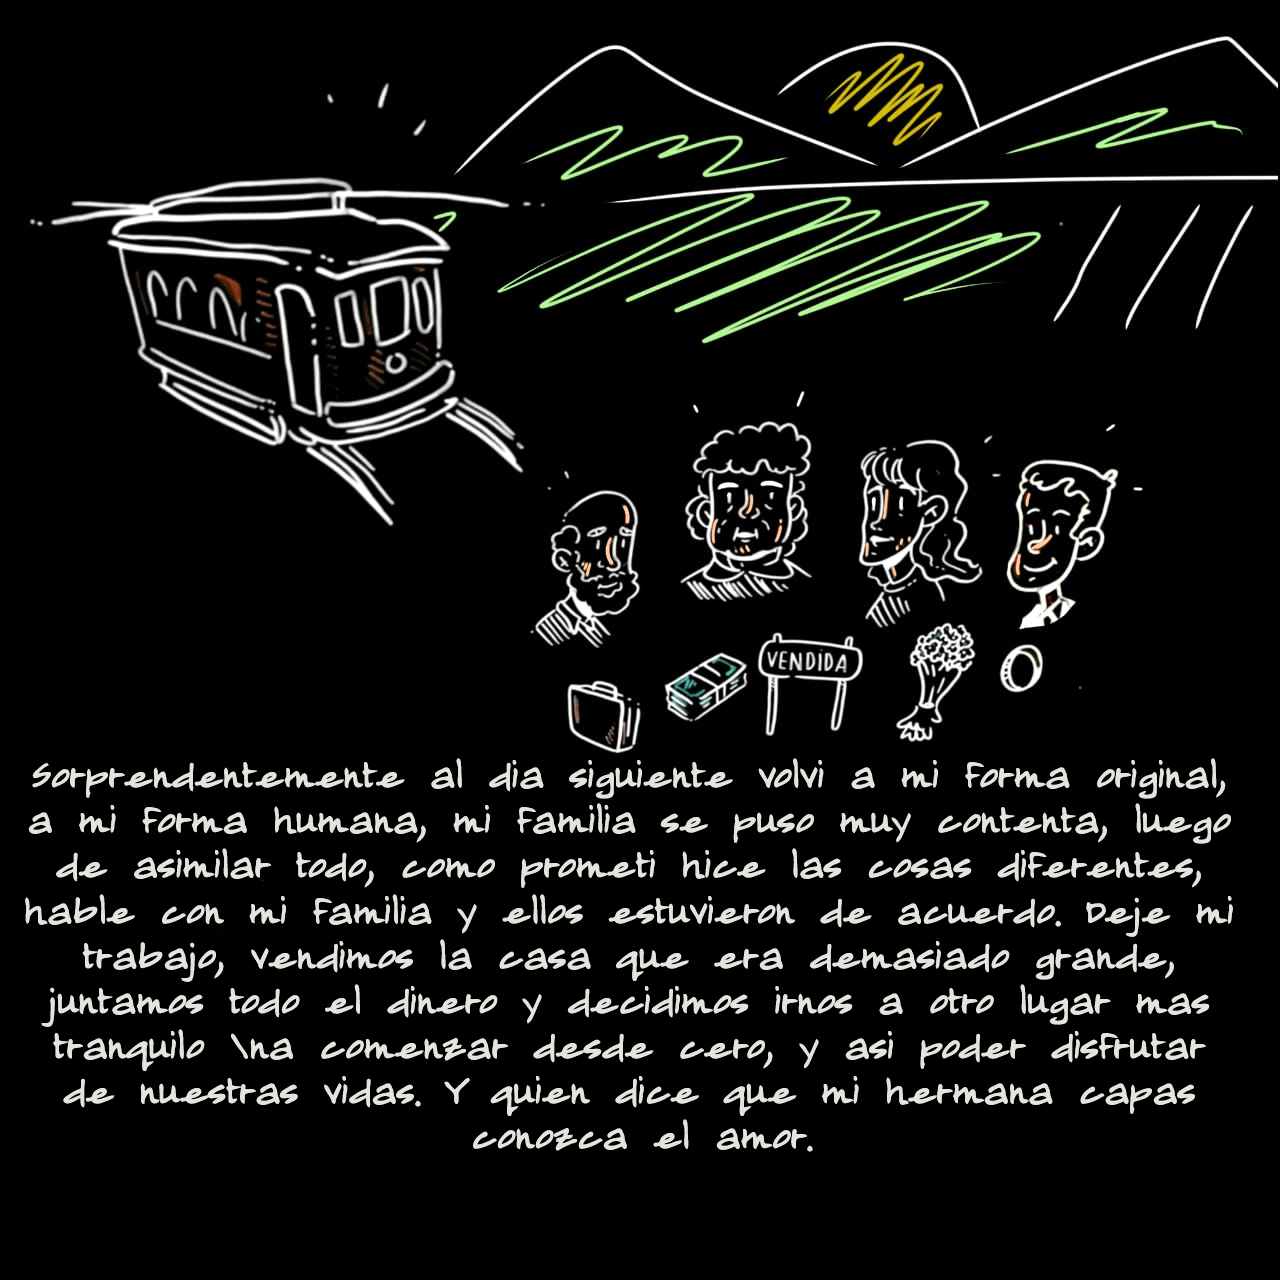 VENDIDA
Sorprendentemente al dia siguiente volvi a mi forma original,
a mi forma humana, mi familia se puso muy contenta, luego
de asimilar todo, como prometi hice las cosas diferentes,
hable con mi familia y ellos estuvieron de acuerdo. Deje mi
trabajo, vendimos la casa que era demasiado grande,
juntamos todo el dinero y decidimos irnos a otro lugar mas
tranquilo \na comenzar desde cero, y asi poder disfrutar
de nuestras vidas. Y quien dice que mi hermana capas
conozca el amor.